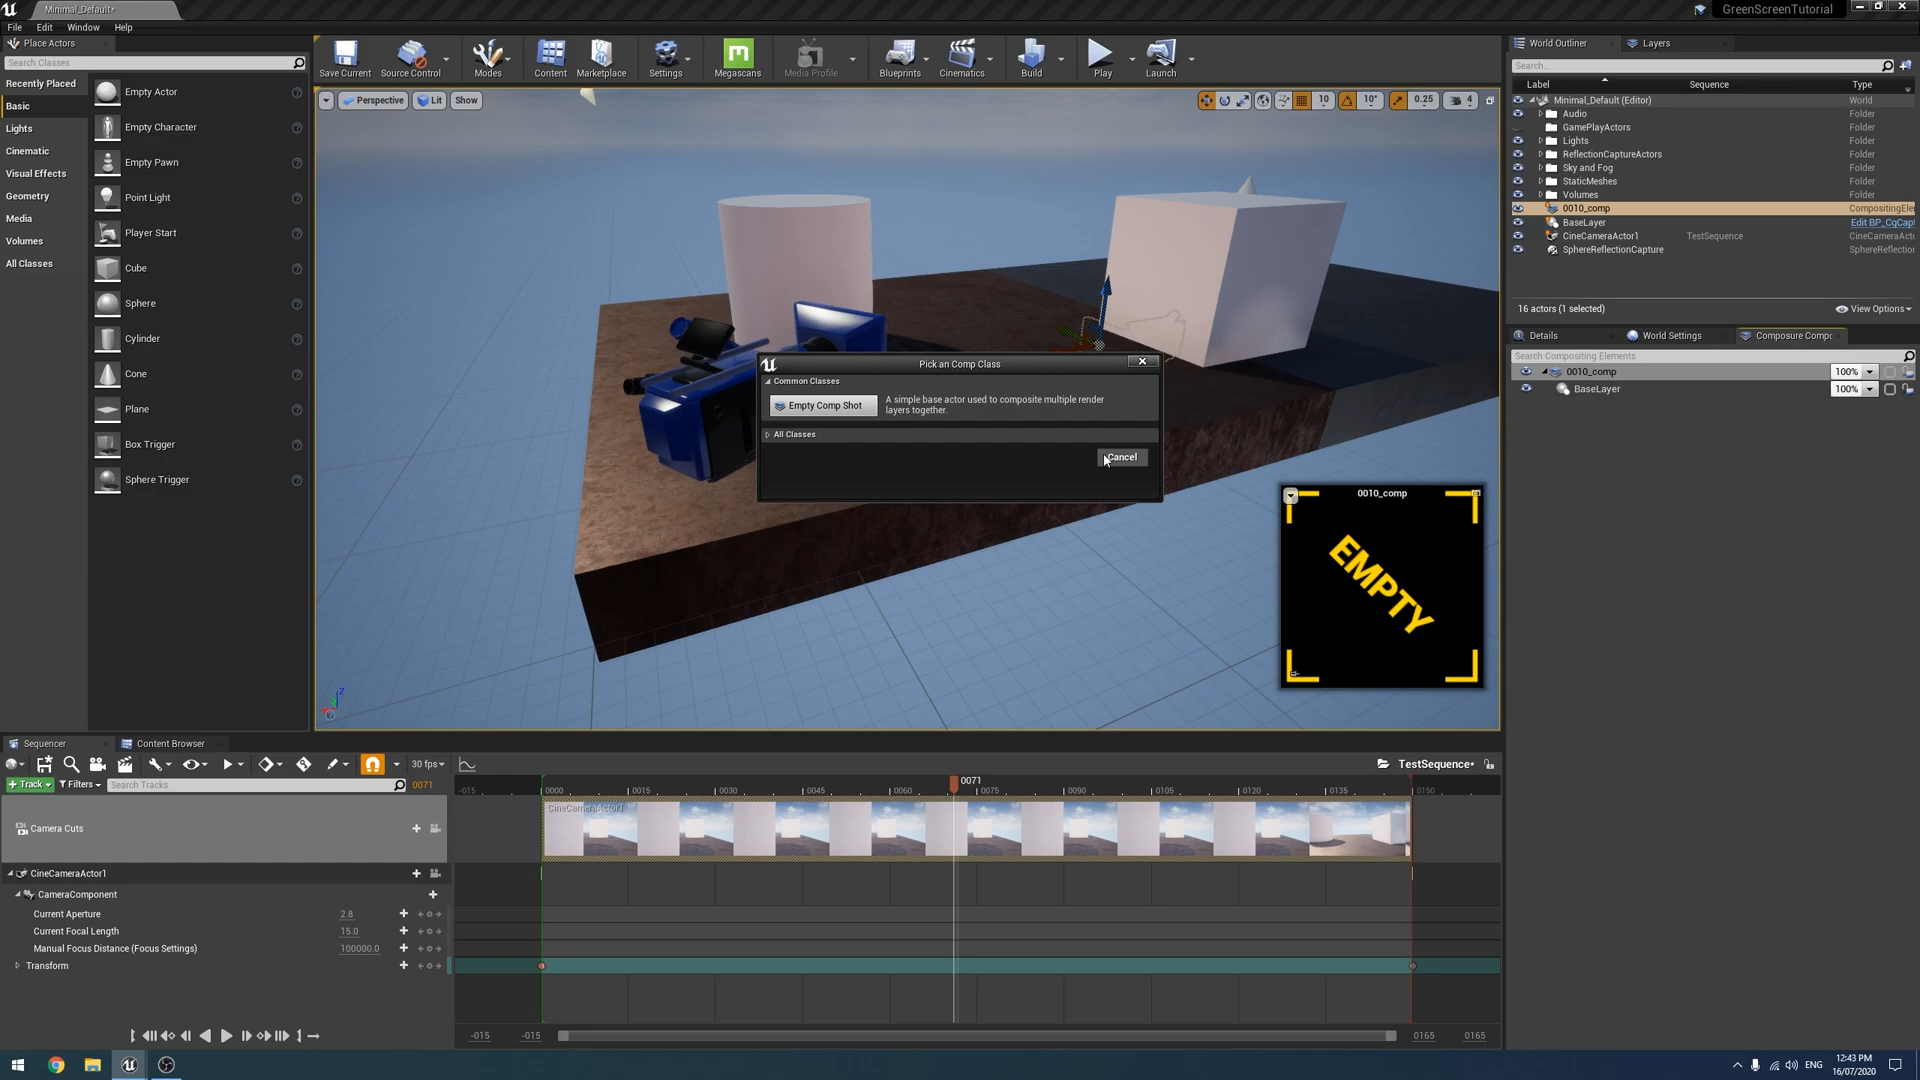 Minimal_Default*
GreenScreenTutorial
File Edit Window Help
Place Actors
Search Classes
Recently Placed
Basic
Lights
Cinematic
Visual Effects
Geometry
Media
Volumes
All Classes
Empty Actor
Empty Character
Empty Pawn
Point Light
Player Start
Cube
Sphere
Cylinder
Cone
Plane
Box Trigger
Sphere Trigger
Save Current Source Control Modes Content Marketplace Settings Megascans Media Profile Blueprints Cinematics Build Play Launch
Perspective Lit Show
10 10° 0.25 4
Pick an Comp Class
Common Classes
Empty Comp Shot
A simple base actor used to composite multiple render
layers together.
All Classes
Cancel
0010_comp
EMPTY
World Outliner Layers
Search...
Label Sequence Type
Minimal_Default (Editor) World
Audio Folder
GamePlayActors Folder
Lights Folder
ReflectionCaptureActors Folder
Sky and Fog Folder
StaticMeshes Folder
Volumes Folder
0010_comp CompositingEle
BaseLayer Edit BP_CgCapt
CineCameraActor1 TestSequence CineCameraActo
SphereReflectionCapture SphereReflectio
16 actors (1 selected) View Options
Details World Settings Composure Compo
Search Compositing Elements
0010_comp 100%
BaseLayer 100%
Sequencer Content Browser
30 fps
TestSequence*
Track Filters Search Tracks 0071
-015 0000 0015 0030 0045 0060 0071 0075 0090 0105 0120 0135 0150
CineCameraActor1
Camera Cuts
CineCameraActor1
CameraComponent
Current Aperture 2.8
Current Focal Length 15.0
Manual Focus Distance (Focus Settings) 100000.0
Transform
-015 -015 0165 0165
ENG
12:43 PM
16/07/2020